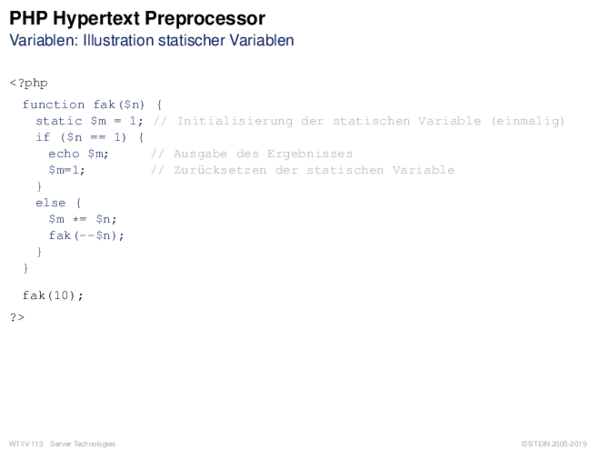 PHP Hypertext Preprocessor
Variablen: Illustration statischer Variablen
<?php
function fak($n) {
static $m = 1; // Initialisierung der statischen Variable (einmalig)
if ($n == 1) {
echo $m; // Ausgabe des Ergebnisses
$m=1; // Zurücksetzen der statischen Variable
}
else {
$m *= $n;
fak(--$n);
}
}
fak(10);
?>
WT:IV-113 Server Technologies © STEIN 2005-2019